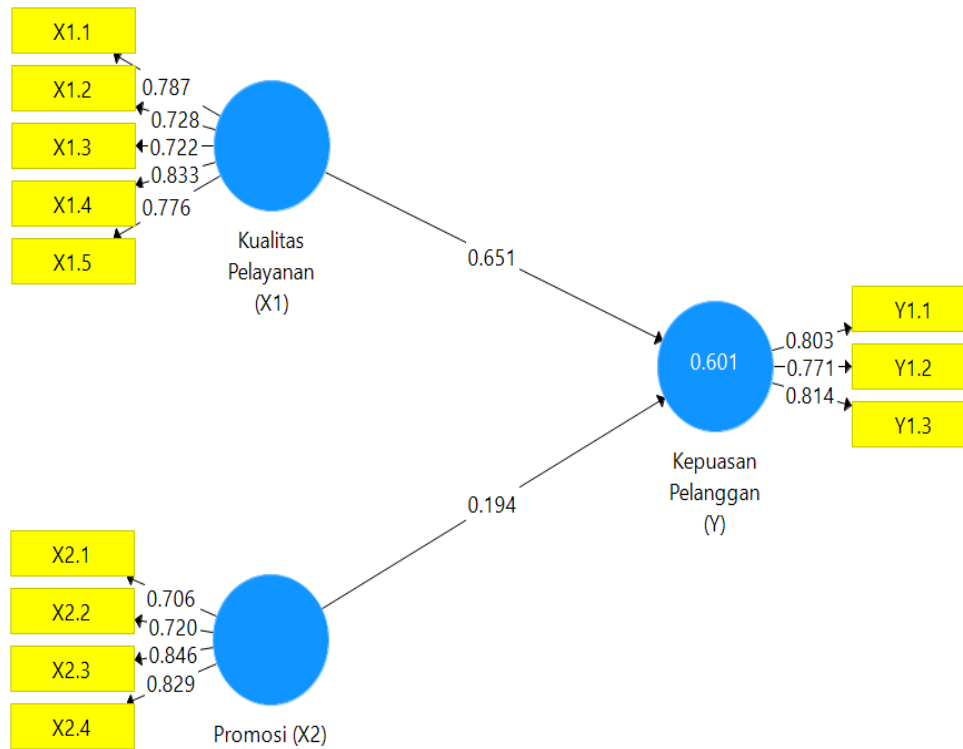 X1.1
X1.2
X1.3
X1.4
X1.5
0.787
0.728
0.722
0.833
0.776
Kualitas
Pelayanan
(X1)
0.651
0.601
Kepuasan
Pelanggan
(Y)
0.803
0.771
0.814
Y1.1
Y1.2
Y1.3
0.194
X2.1
X2.2
X2.3
X2.4
0.706
0.720
0.846
0.829
Promosi (X2)